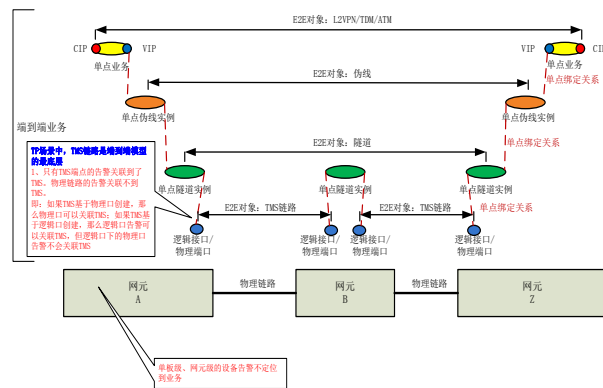 E2E对象：L2VPN/TDM/ATM
CIP
VIP
VIP
CIP
单点业务
单点业务
单点绑定关系
E2E对象：伪线
单点伪线实例
单点伪线实例
端到端业务
单点绑定关系
E2E对象：隧道
TP场景中，TMS链路是端到端模型
的最底层
1、只有TMS端点的告警关联到了
TMS，物理链路的告警关联不到
TMS。
即：如果TMS基于物理口创建，那
么物理口可以关联TMS；如果TMS基
于逻辑口创建，那么逻辑口告警可
以关联TMS，但逻辑口下的物理口
告警不会关联TMS
单点隧道实例
单点隧道实例
单点隧道实例
E2E对象：TMS链路
E2E对象：TMS链路
单点绑定关系
逻辑接口/
物理端口
逻辑接口/
物理端口
逻辑接口/
物理端口
逻辑接口/
物理端口
网元
A
物理链路
网元
B
物理链路
网元
Z
单板级、网元级的设备告警不定位
到业务